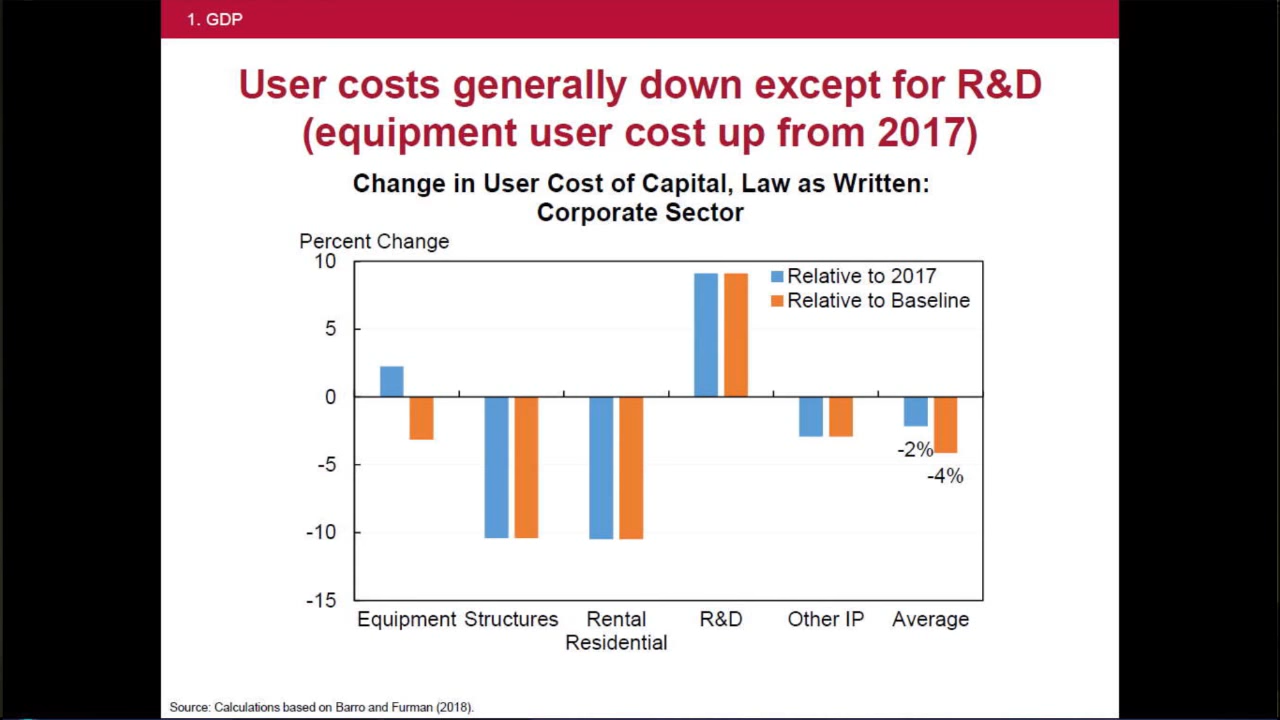 1. GDP
User costs generally down except for R&D
(equipment user cost up from 2017)
Change in User Cost of Capital, Law as Written:
Corporate Sector
Percent Change
10
5
0
-5
-10
-15
Relative to 2017
Relative to Baseline
-2%
-4%
Equipment Structures Rental R&D Other IP Average
Residential
Source: Calculations based on Barro and Furman (2018).